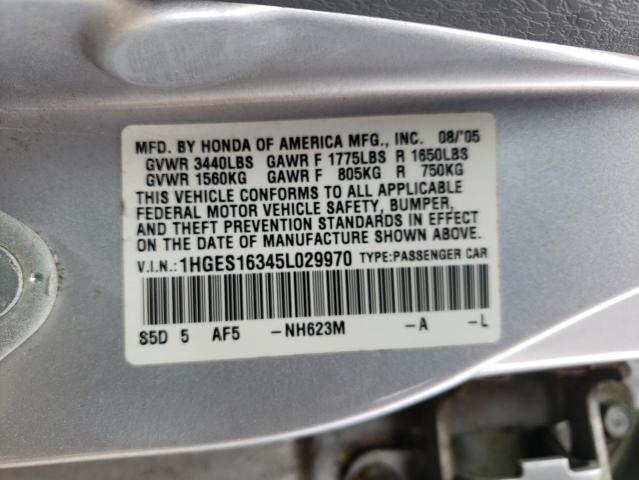 MFD. BY HONDA OF AMERICA MFG., INC. 08/'05
GVWR 3440LBS GAWR F 1775LBS R 1650LBS
GVWR 1560KG GAWR F 805KG R 750KG
THIS VEHICLE CONFORMS TO ALL APPLICABLE
FEDERAL MOTOR VEHICLE SAFETY, BUMPER,
AND THEFT PREVENTION STANDARDS IN EFFECT
ON THE DATE OF MANUFACTURE SHOWN ABOVE.
V.I.N.: 1HGES16345L029970 TYPE: PASSENGER CAR
S5D 5 AF5 -NH623M -A -L